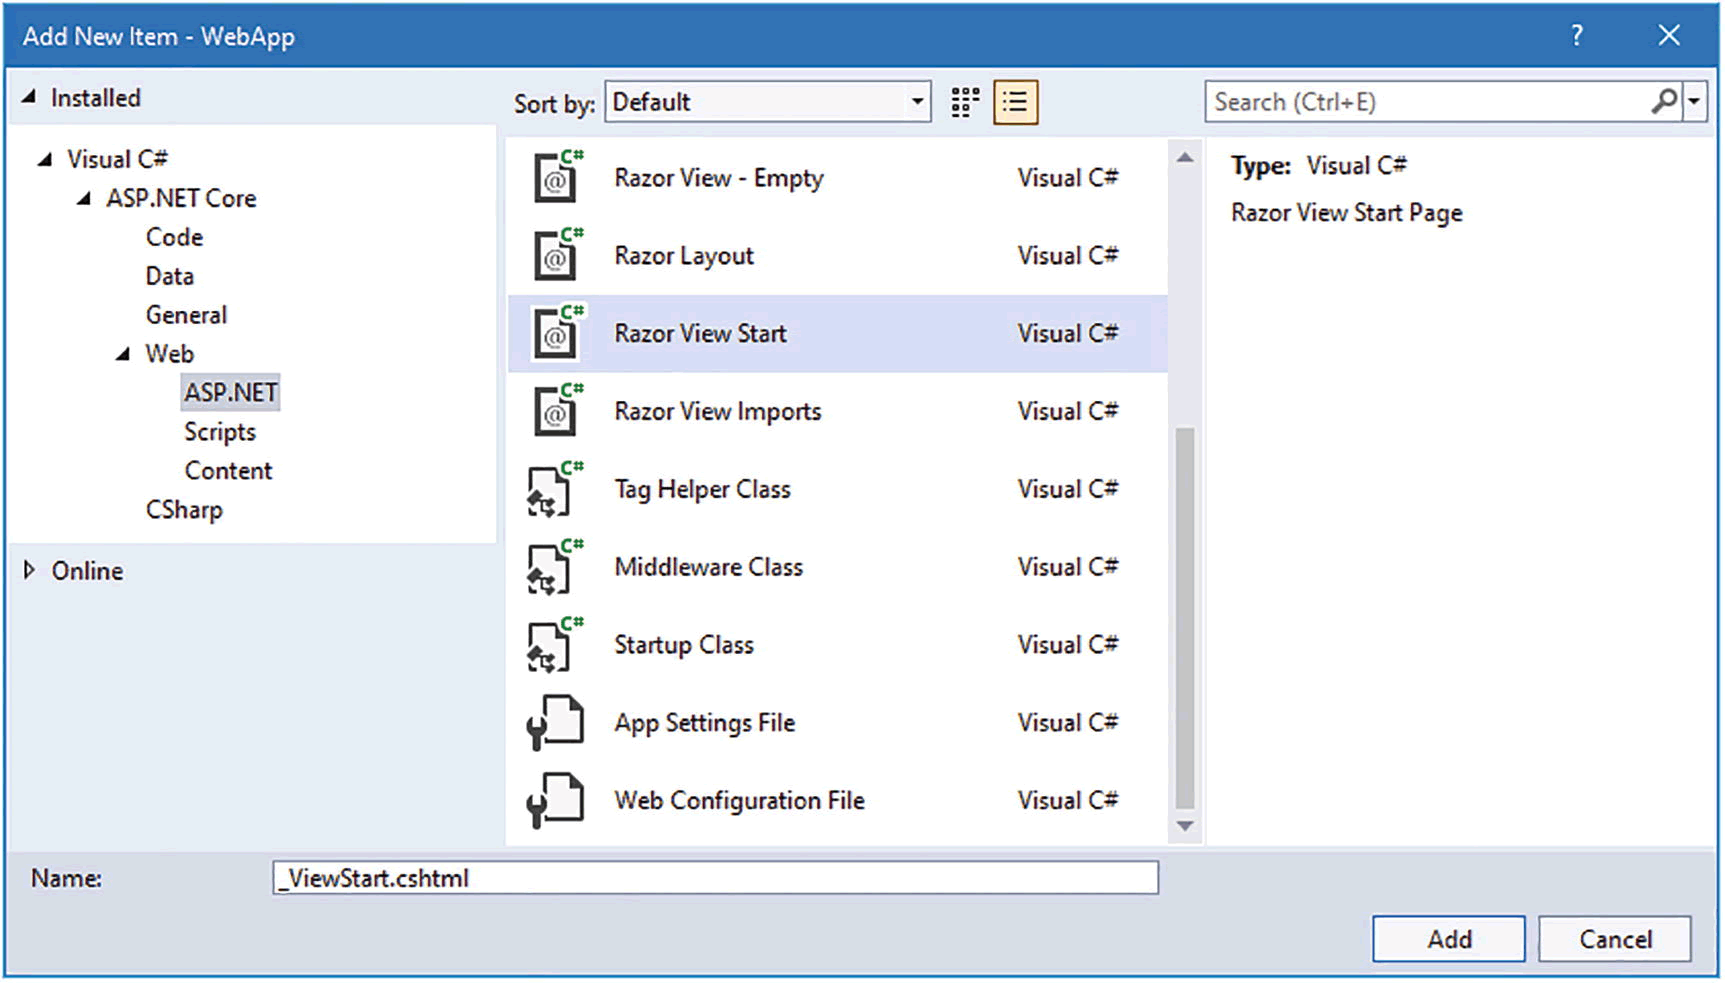 Add New Item - WebApp ? ×
Installed
Sort by: Default
Search (Ctrl+E)
Visual C#
ASP.NET Core
Code
Data
General
Web
ASP.NET
Scripts
Content
CSharp
Online
C# @ Razor View - Empty Visual C#
C# @ Razor Layout Visual C#
C# @ Razor View Start Visual C#
C# @ Razor View Imports Visual C#
C# Tag Helper Class Visual C#
C# Middleware Class Visual C#
C# Startup Class Visual C#
App Settings File Visual C#
Web Configuration File Visual C#
Type: Visual C#
Razor View Start Page
Name: _ViewStart.cshtml
Add Cancel